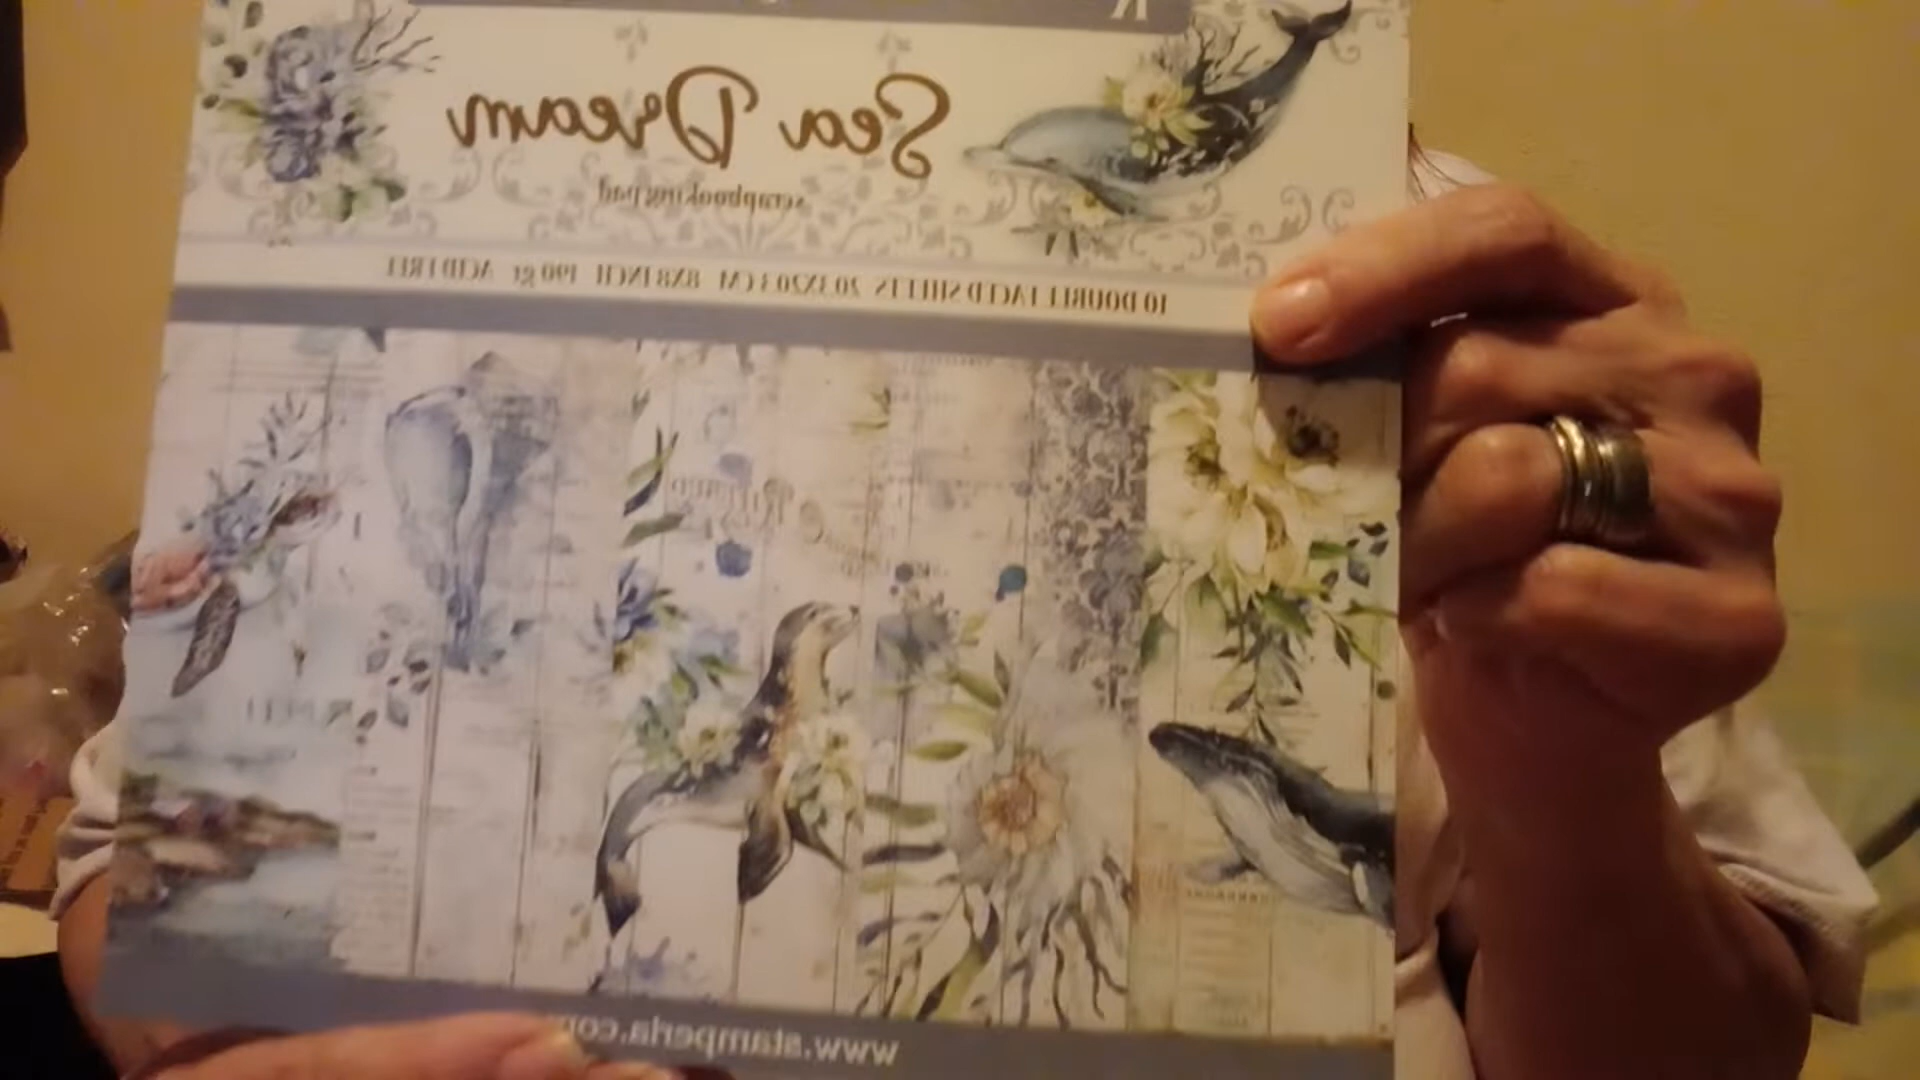 Sea Dream
scrapbooking pad
10 DOUBLE FACED SHEETS 20.3X20.3 CM 8X8 INCH 190 gr ACID FREE
www.stamperia.com